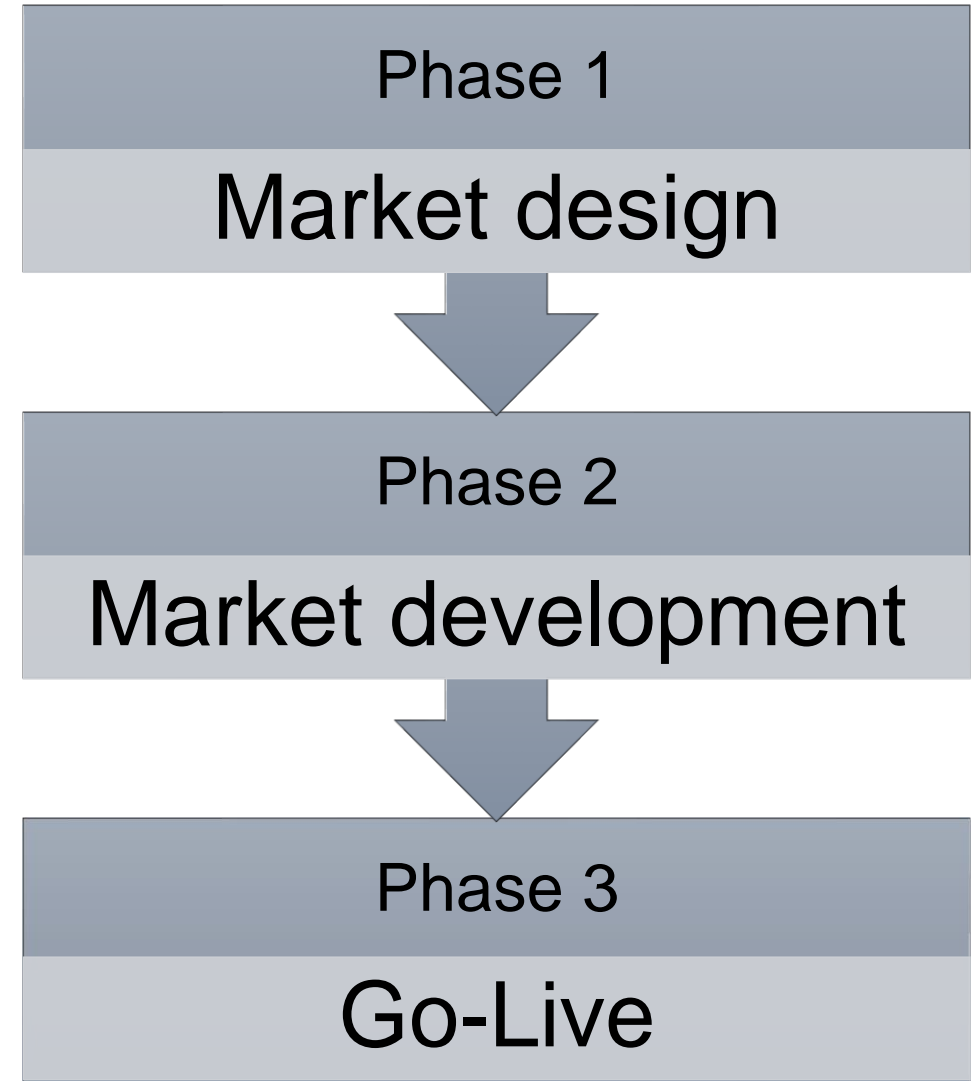 Phase 1
Market design
Phase 2
Market development
Phase 3
Go-Live